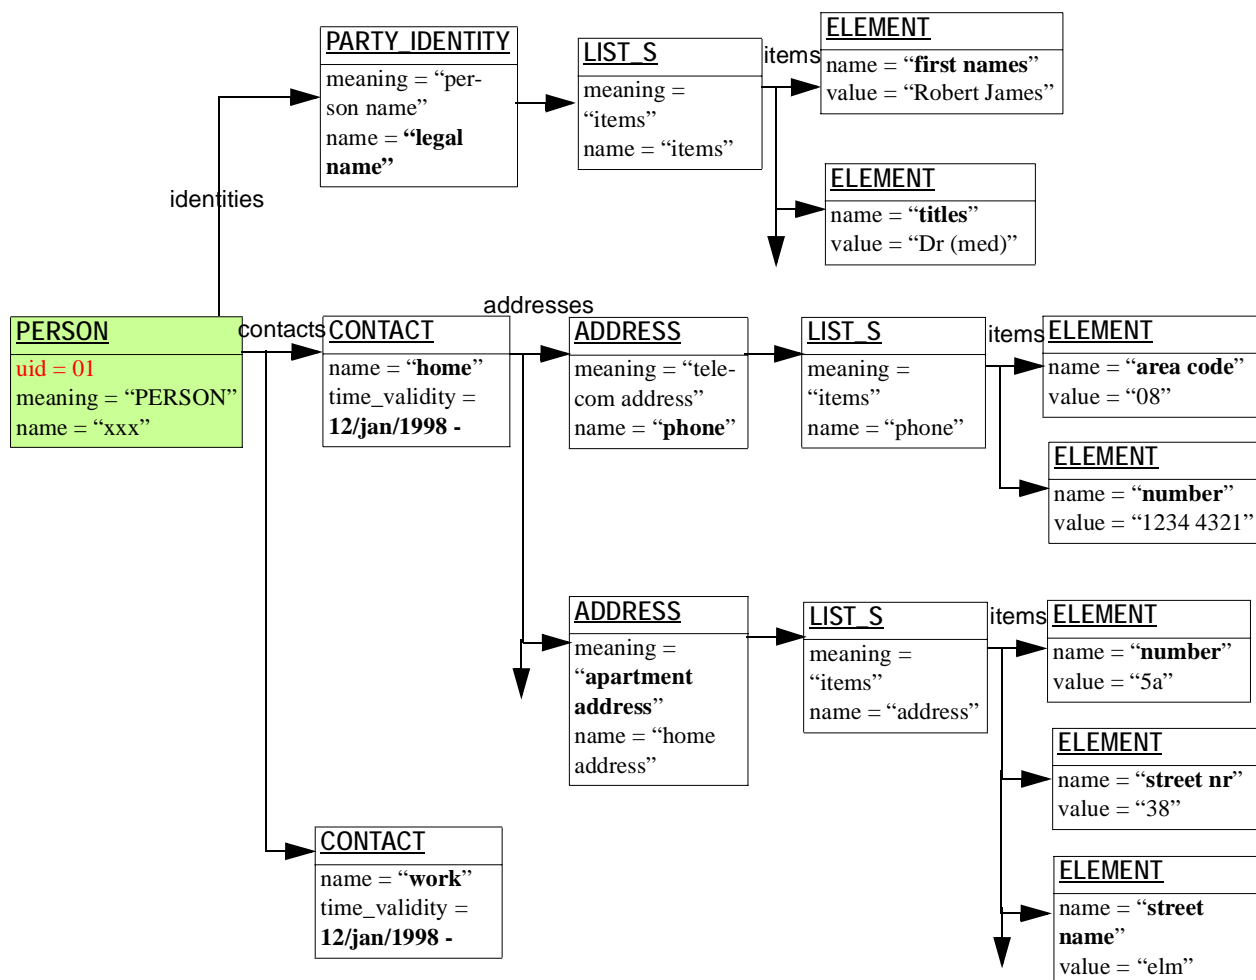 PARTY_IDENTITY
meaning = “per-
son name”
name = “legal
name”
LIST_S
meaning =
“items”
name = “items”
items
ELEMENT
name = “first names”
value = “Robert James”
ELEMENT
name = “titles”
value = “Dr (med)”
identities
PERSON
uid = 01
meaning = “PERSON”
name = “xxx”
contacts
CONTACT
name = “home”
time_validity =
12/jan/1998 -
addresses
ADDRESS
meaning = “tele-
com address”
name = “phone”
LIST_S
meaning =
“items”
name = “phone”
items
ELEMENT
name = “area code”
value = “08”
ELEMENT
name = “number”
value = “1234 4321”
ADDRESS
meaning =
“apartment
address”
name = “home
address”
LIST_S
meaning =
“items”
name = “address”
items
ELEMENT
name = “number”
value = “5a”
ELEMENT
name = “street nr”
value = “38”
ELEMENT
name = “street
name”
value = “elm”
CONTACT
name = “work”
time_validity =
12/jan/1998 -